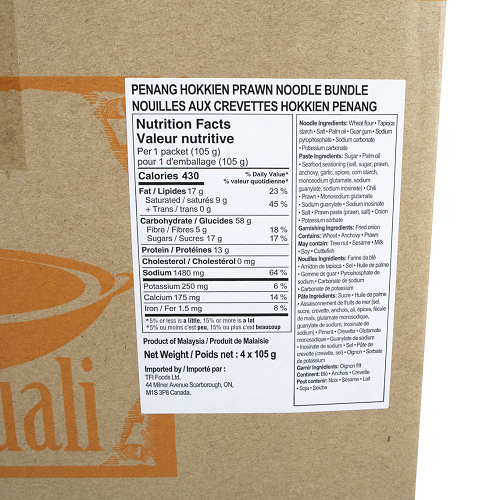 PENANG HOKKIEN PRAWN NOODLE BUNDLE
NOUILLES AUX CREVETTES HOKKIEN PENANG
Nutrition Facts
Valeur nutritive
Per 1 packet (105 g)
pour 1 d'emballage (105 g)
Calories 430
% Daily Value*
% valeur quotidienne*
Fat / Lipides 17 g 23 %
Saturated / saturés 9 g
+ Trans / trans 0 g
45 %
Carbohydrate / Glucides 58 g
Fibre / Fibres 5 g 18 %
Sugars / Sucres 17 g 17 %
Protein / Protéines 13 g
Cholesterol / Cholestérol 0 mg
Sodium 1480 mg 64 %
Potassium 250 mg 6 %
Calcium 175 mg 14 %
Iron / Fer 1.5 mg 8 %
*5% or less is a little, 15% or more is a lot
*5% ou moins c'est peu, 15% ou plus c'est beaucoup
Product of Malaysia / Produit de Malaisie
Net Weight / Poids net : 4 x 105 g
Imported by / Importé par :
TFI Foods Ltd.
44 Milner Avenue Scarborough, ON,
M1S 3P8 Canada.
Noodle Ingredients: Wheat flour • Tapioca
starch • Salt • Palm oil • Guar gum • Sodium
pyrophosphate • Sodium carbonate
• Potassium carbonate
Paste Ingredients: Sugar • Palm oil
• Seafood seasoning (salt, sugar, prawn,
anchovy, garlic, spices, corn starch,
monosodium glutamate, sodium
guanylate, sodium inosinate) • Chili
• Prawn • Monosodium glutamate
• Sodium guanylate • Sodium inosinate
• Salt • Prawn paste (prawn, salt) • Onion
• Potassium sorbate
Garnishing Ingredients: Fried onion
Contains: Wheat • Anchovy • Prawn
May contain: Tree nut • Sesame • Milk
• Soy • Cuttlefish
Nouilles Ingrédients: Farine de blé
• Amidon de tapioca • Sel • Huile de palme
• Gomme de guar • Pyrophosphate de
sodium • Carbonate de sodium
• Carbonate de potassium
Pâte Ingrédients: Sucre • Huile de palme
• Assaisonnement de fruits de mer (sel,
sucre, crevette, anchois, ail, épices, fécule
de maïs, glutamate monosodique,
guanylate de sodium, inosinate de
sodium) • Piment • Crevette • Glutamate
monosodique • Guanylate de sodium
• Inosinate de sodium • Sel • Pâte de
crevette (crevette, sel) • Oignon • Sorbate
de potassium
Garnir Ingrédients: Oignon frit
Continent: Blé • Anchois • Crevette
Peut contenir: Noix • Sésame • Lait
• Soja • Seiche
uali